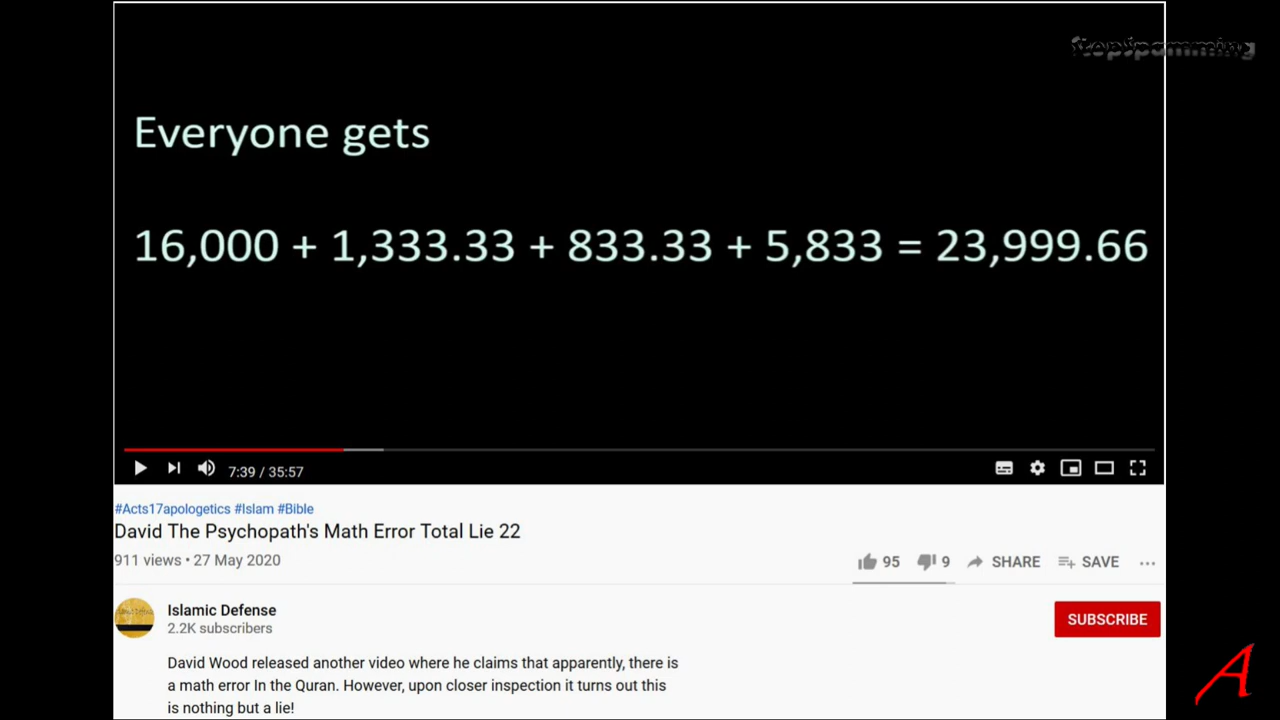 StopSpamming
Everyone gets
16,000 + 1,333.33 + 833.33 + 5,833 = 23,999.66
7:39 / 35:57
#Acts17apologetics #Islam #Bible
David The Psychopath's Math Error Total Lie 22
911 views • 27 May 2020
95 9 SHARE SAVE
Islamic Defense
2.2K subscribers
SUBSCRIBE
David Wood released another video where he claims that apparently, there is
a math error In the Quran. However, upon closer inspection it turns out this
is nothing but a lie!
A